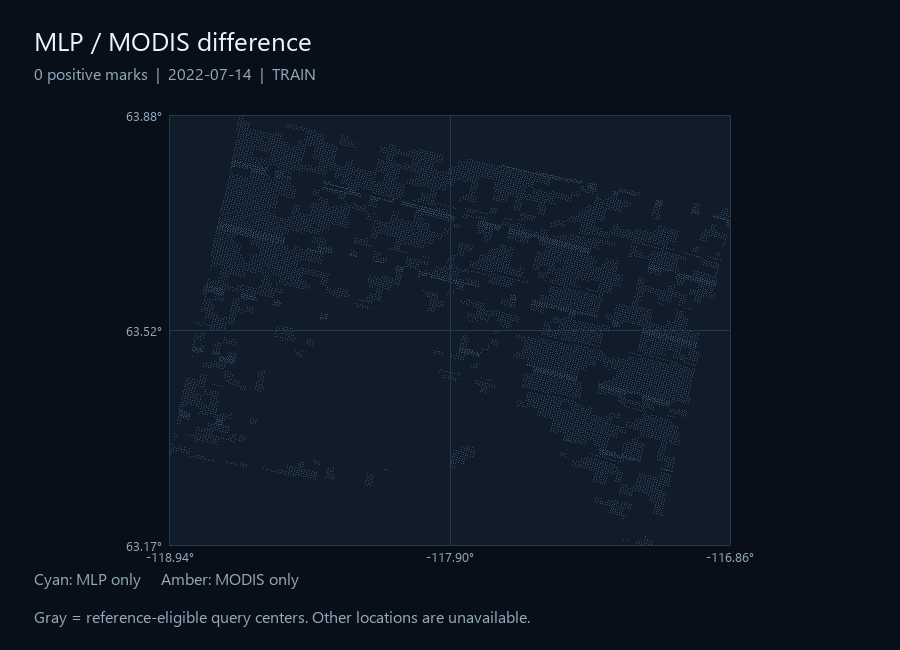 MLP / MODIS difference
0 positive marks | 2022-07-14 | TRAIN
63.88°
63.52°
63.17°
-118.94°
-117.90°
-116.86°
Cyan: MLP only Amber: MODIS only
Gray = reference-eligible query centers. Other locations are unavailable.